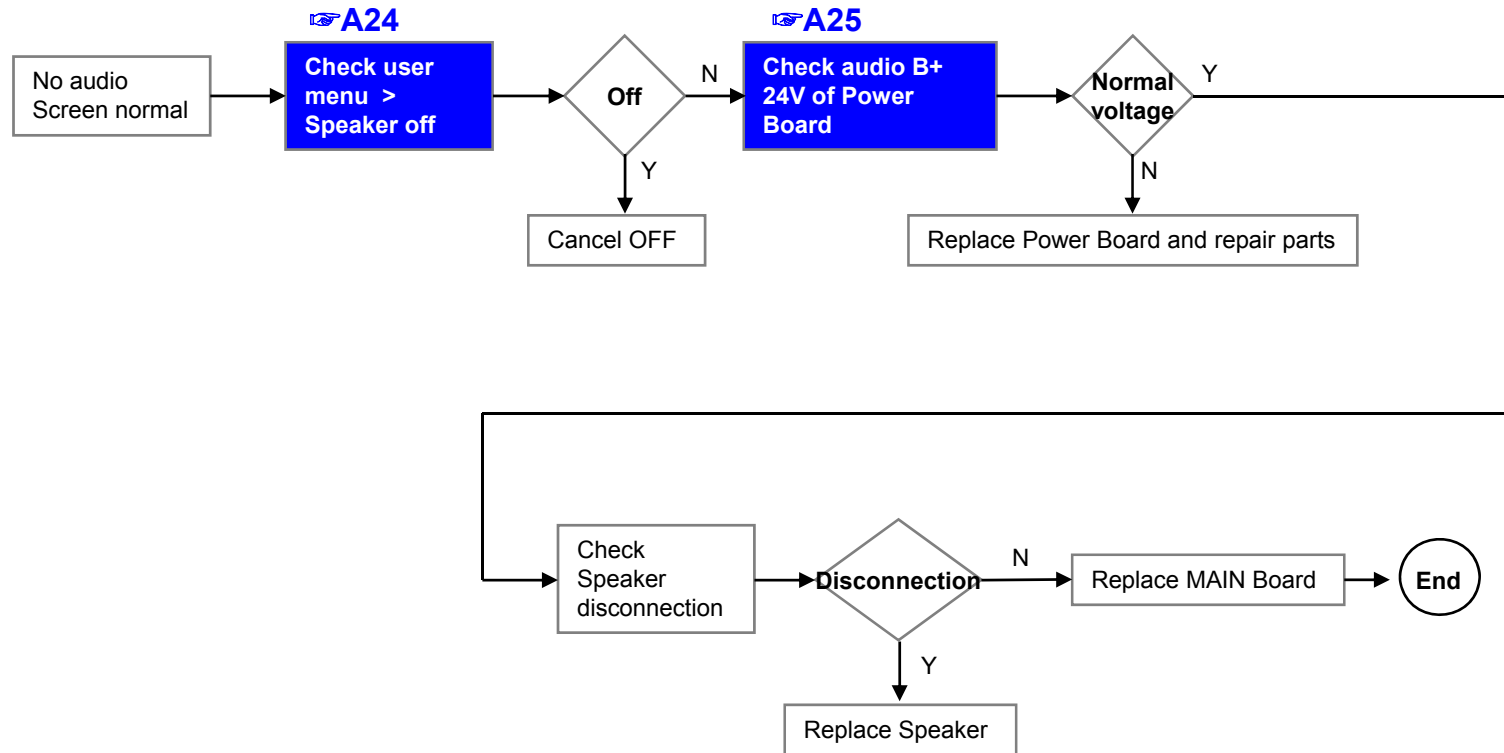 ☞A24
☞A25
No audio
Screen normal
Check user
menu >
Speaker off
Off
N
Y
Cancel OFF
Check audio B+
24V of Power
Board
Normal
voltage
Y
N
Replace Power Board and repair parts
Check
Speaker
disconnection
Disconnection
N
Y
Replace MAIN Board
End
Replace Speaker